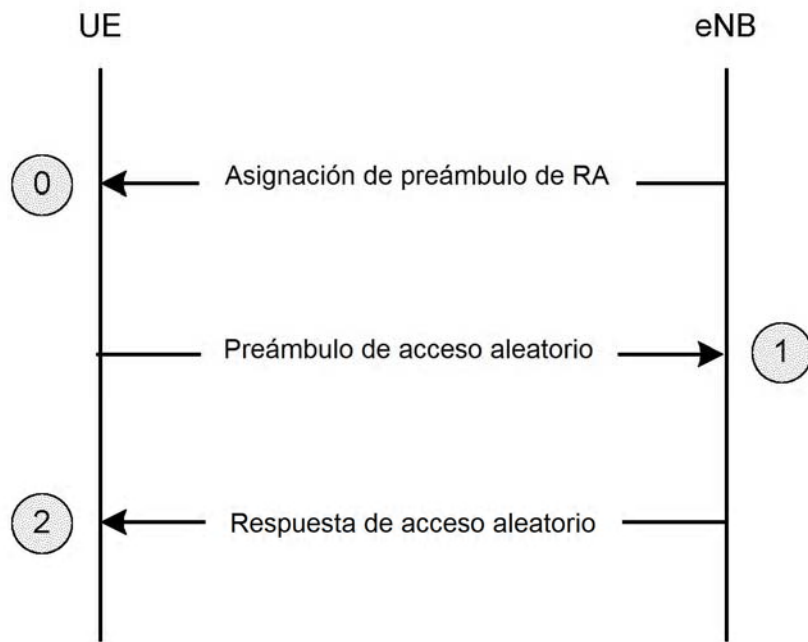 UE
eNB
0
Asignación de preámbulo de RA
Preámbulo de acceso aleatorio
1
2
Respuesta de acceso aleatorio